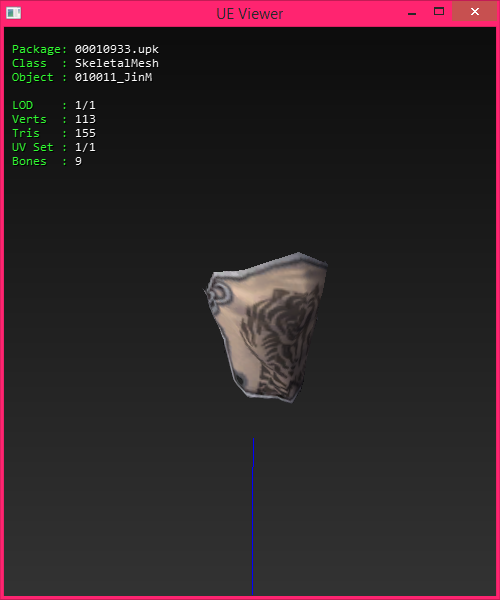 UE Viewer
Package: 00010933.upk
Class : SkeletalMesh
Object : 010011_JinM
LOD : 1/1
Verts : 113
Tris : 155
UV Set : 1/1
Bones : 9